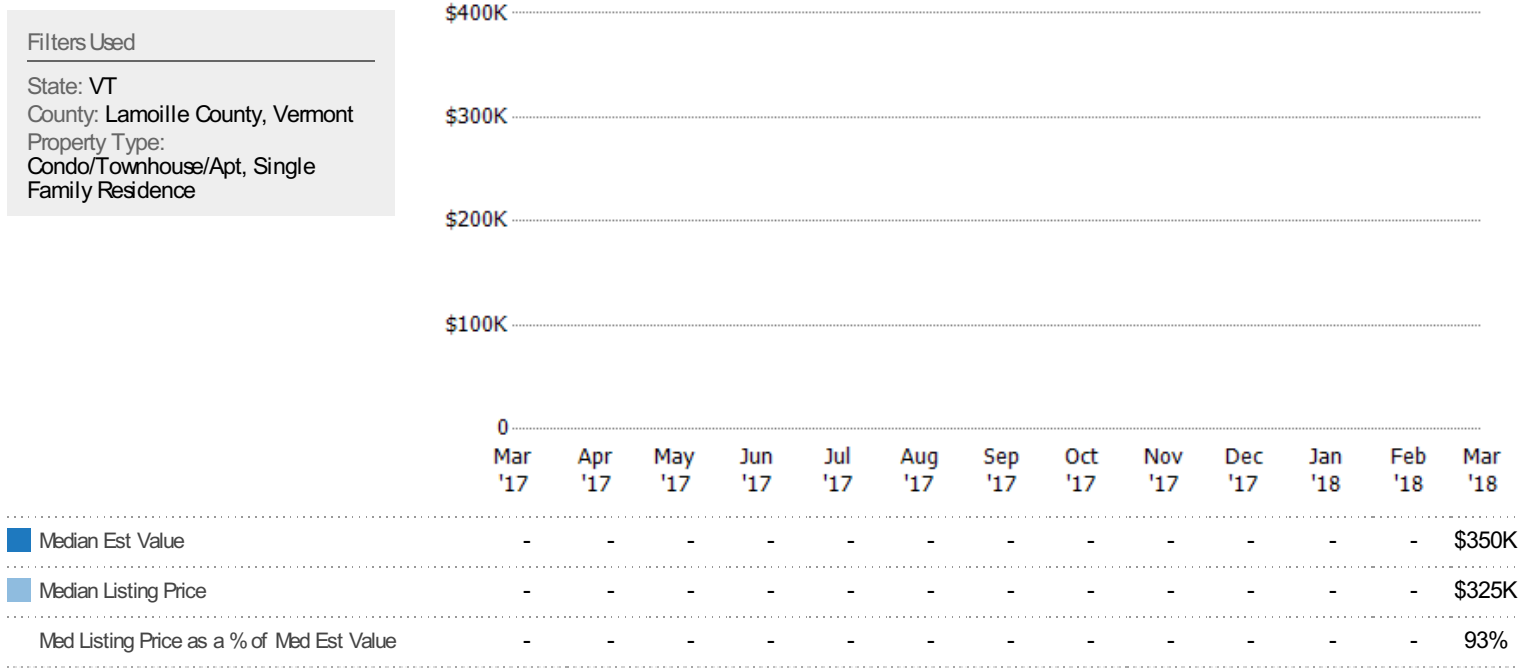 Filters Used
State: VT
County: Lamoille County, Vermont
Property Type:
Condo/Townhouse/Apt, Single
Family Residence
$400K
$300K
$200K
$100K
0
Mar Apr May Jun Jul Aug Sep Oct Nov Dec Jan Feb Mar
'17 '17 '17 '17 '17 '17 '17 '17 '17 '17 '18 '18 '18
Median Est Value - - - - - - - - - - - - $350K
Median Listing Price - - - - - - - - - - - - $325K
Med Listing Price as a % of Med Est Value - - - - - - - - - - - - 93%